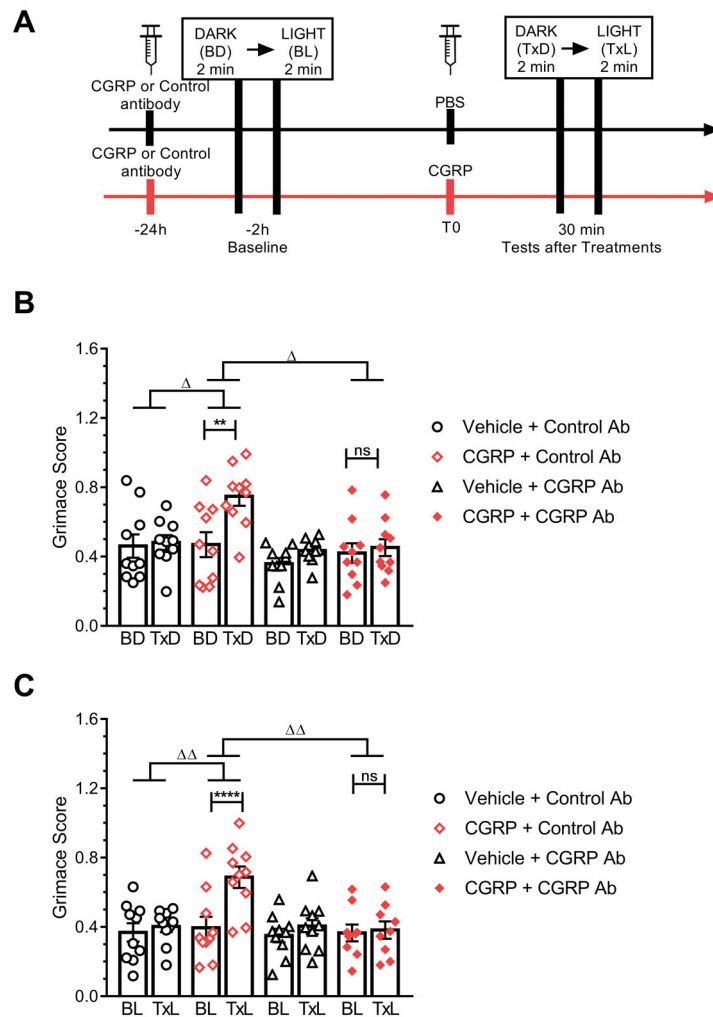 A
DARK
(BD)
2 min
LIGHT
(BL)
2 min
DARK
(TxD)
2 min
LIGHT
(TxL)
2 min
CGRP or Control
antibody
PBS
CGRP or Control
antibody
CGRP
-24h
-2h
Baseline
T0
30 min
Tests after Treatments
B
Grimace Score
1.6
1.2
0.8
0.4
0.0
Δ
Δ
**
ns
BD TxD BD TxD BD TxD BD TxD
Vehicle + Control Ab
CGRP + Control Ab
Vehicle + CGRP Ab
CGRP + CGRP Ab
C
Grimace Score
1.6
1.2
0.8
0.4
0.0
ΔΔ
ΔΔ
****
ns
BL TxL BL TxL BL TxL BL TxL
Vehicle + Control Ab
CGRP + Control Ab
Vehicle + CGRP Ab
CGRP + CGRP Ab